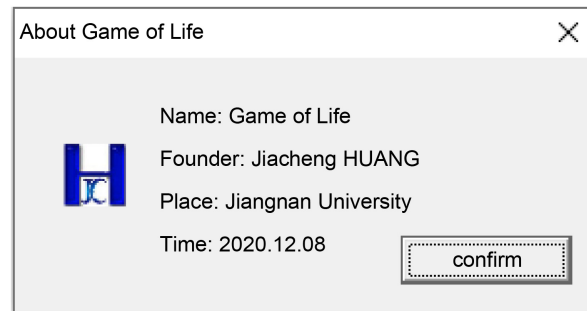 About Game of Life
Name: Game of Life
Founder: Jiacheng HUANG
JC
Place: Jiangnan University
Time: 2020.12.08
confirm